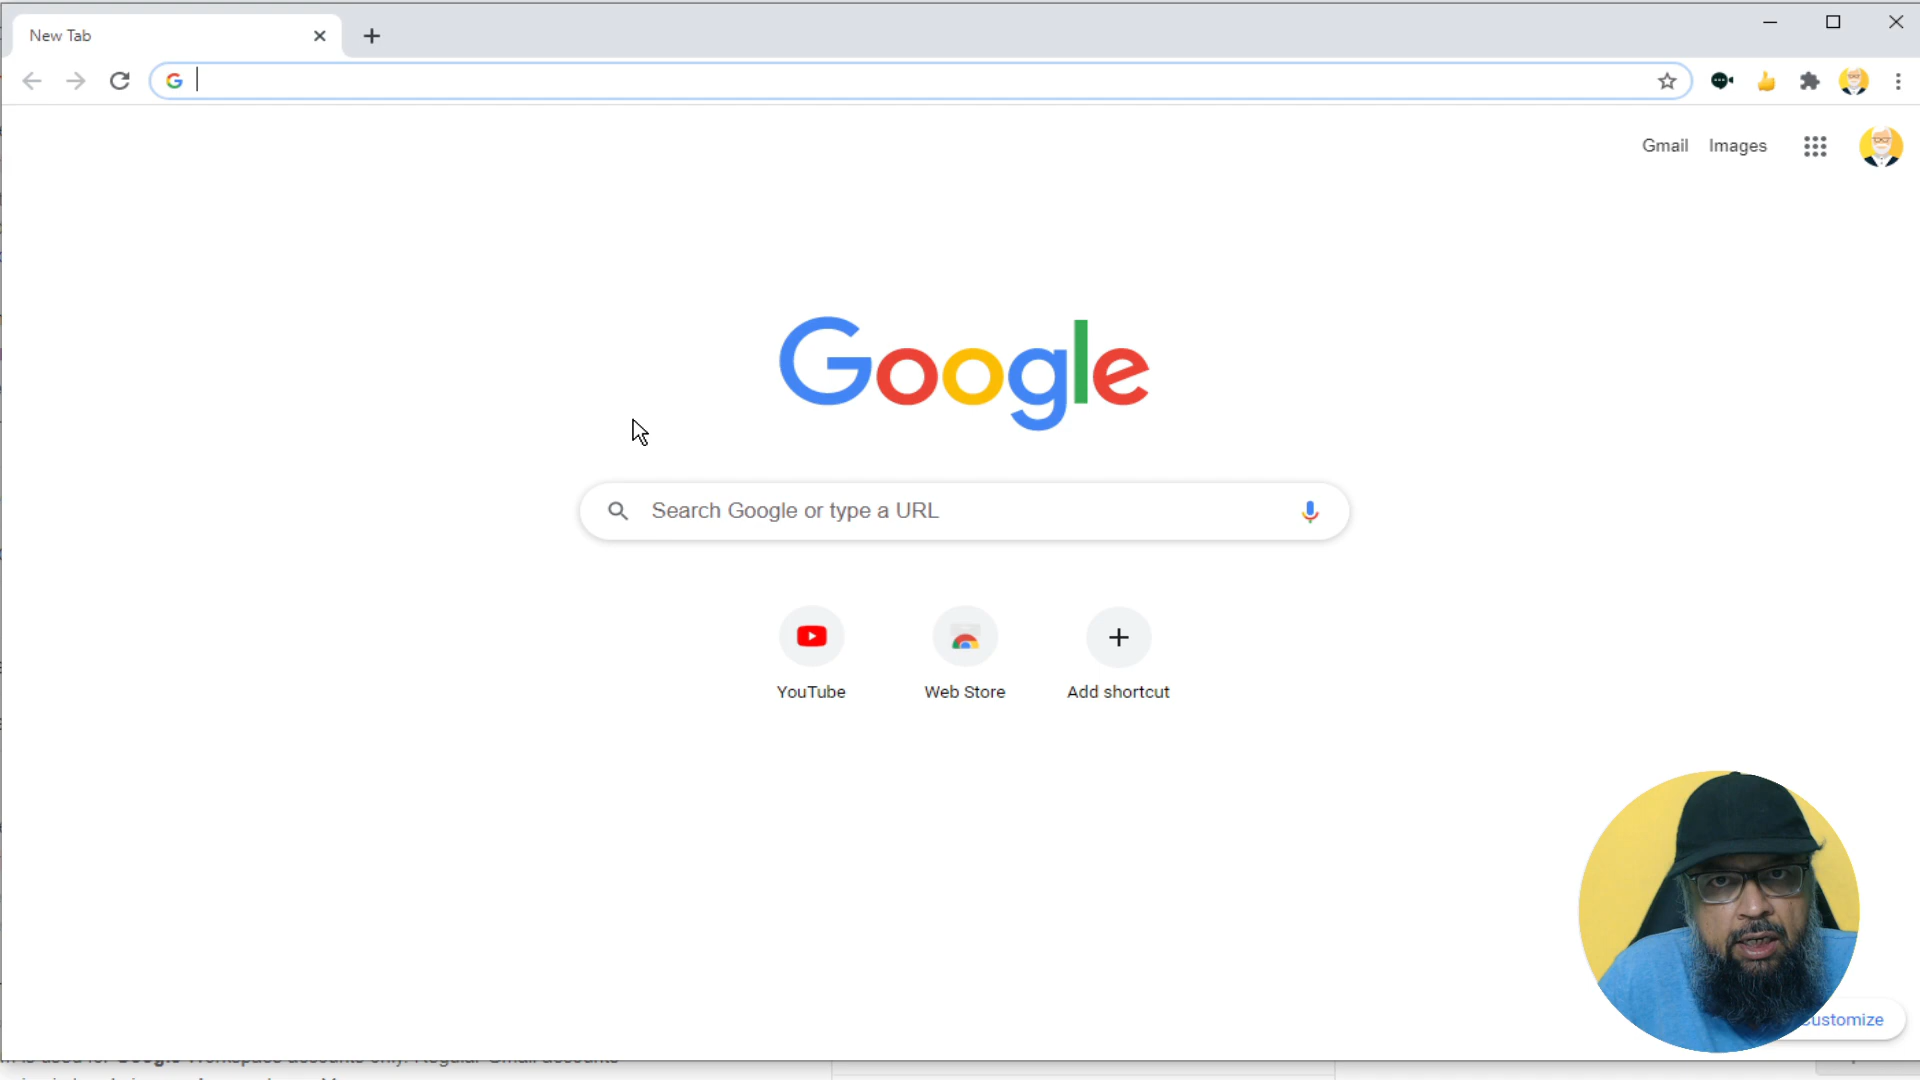 New Tab
Gmail Images
Google
Search Google or type a URL
YouTube Web Store Add shortcut
ustomize